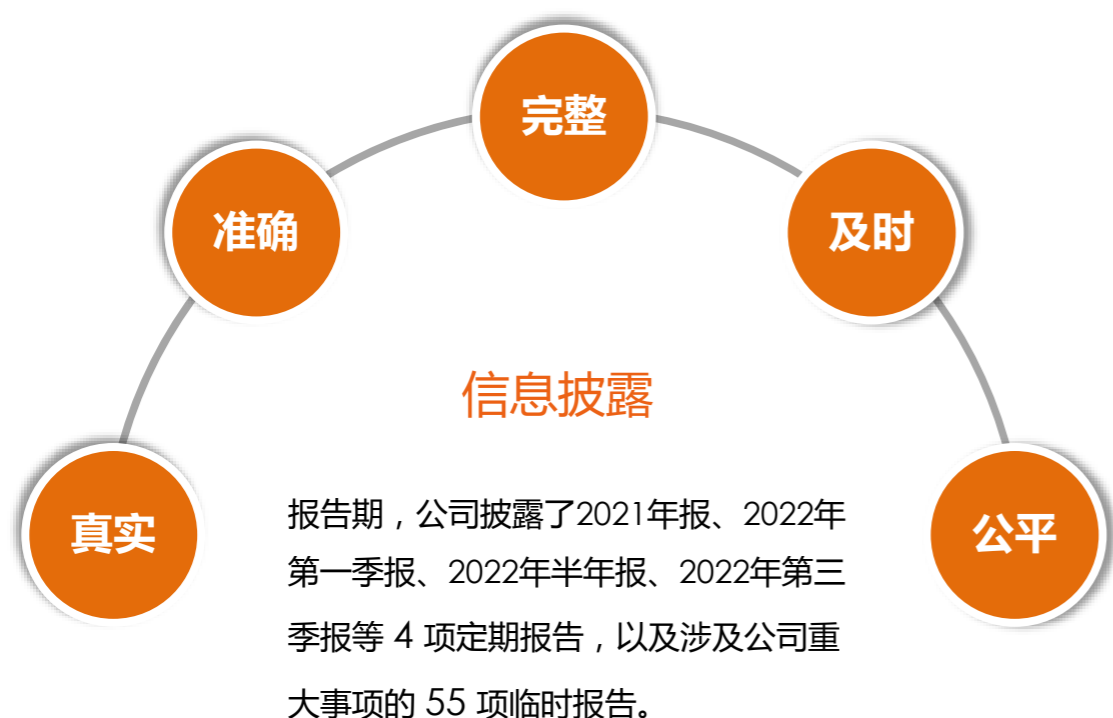 完整
准确
及时
信息披露
真实
公平
报告期，公司披露了2021年报、2022年
第一季报、2022年半年报、2022年第三
季报等 4 项定期报告，以及涉及公司重
大事项的 55 项临时报告。